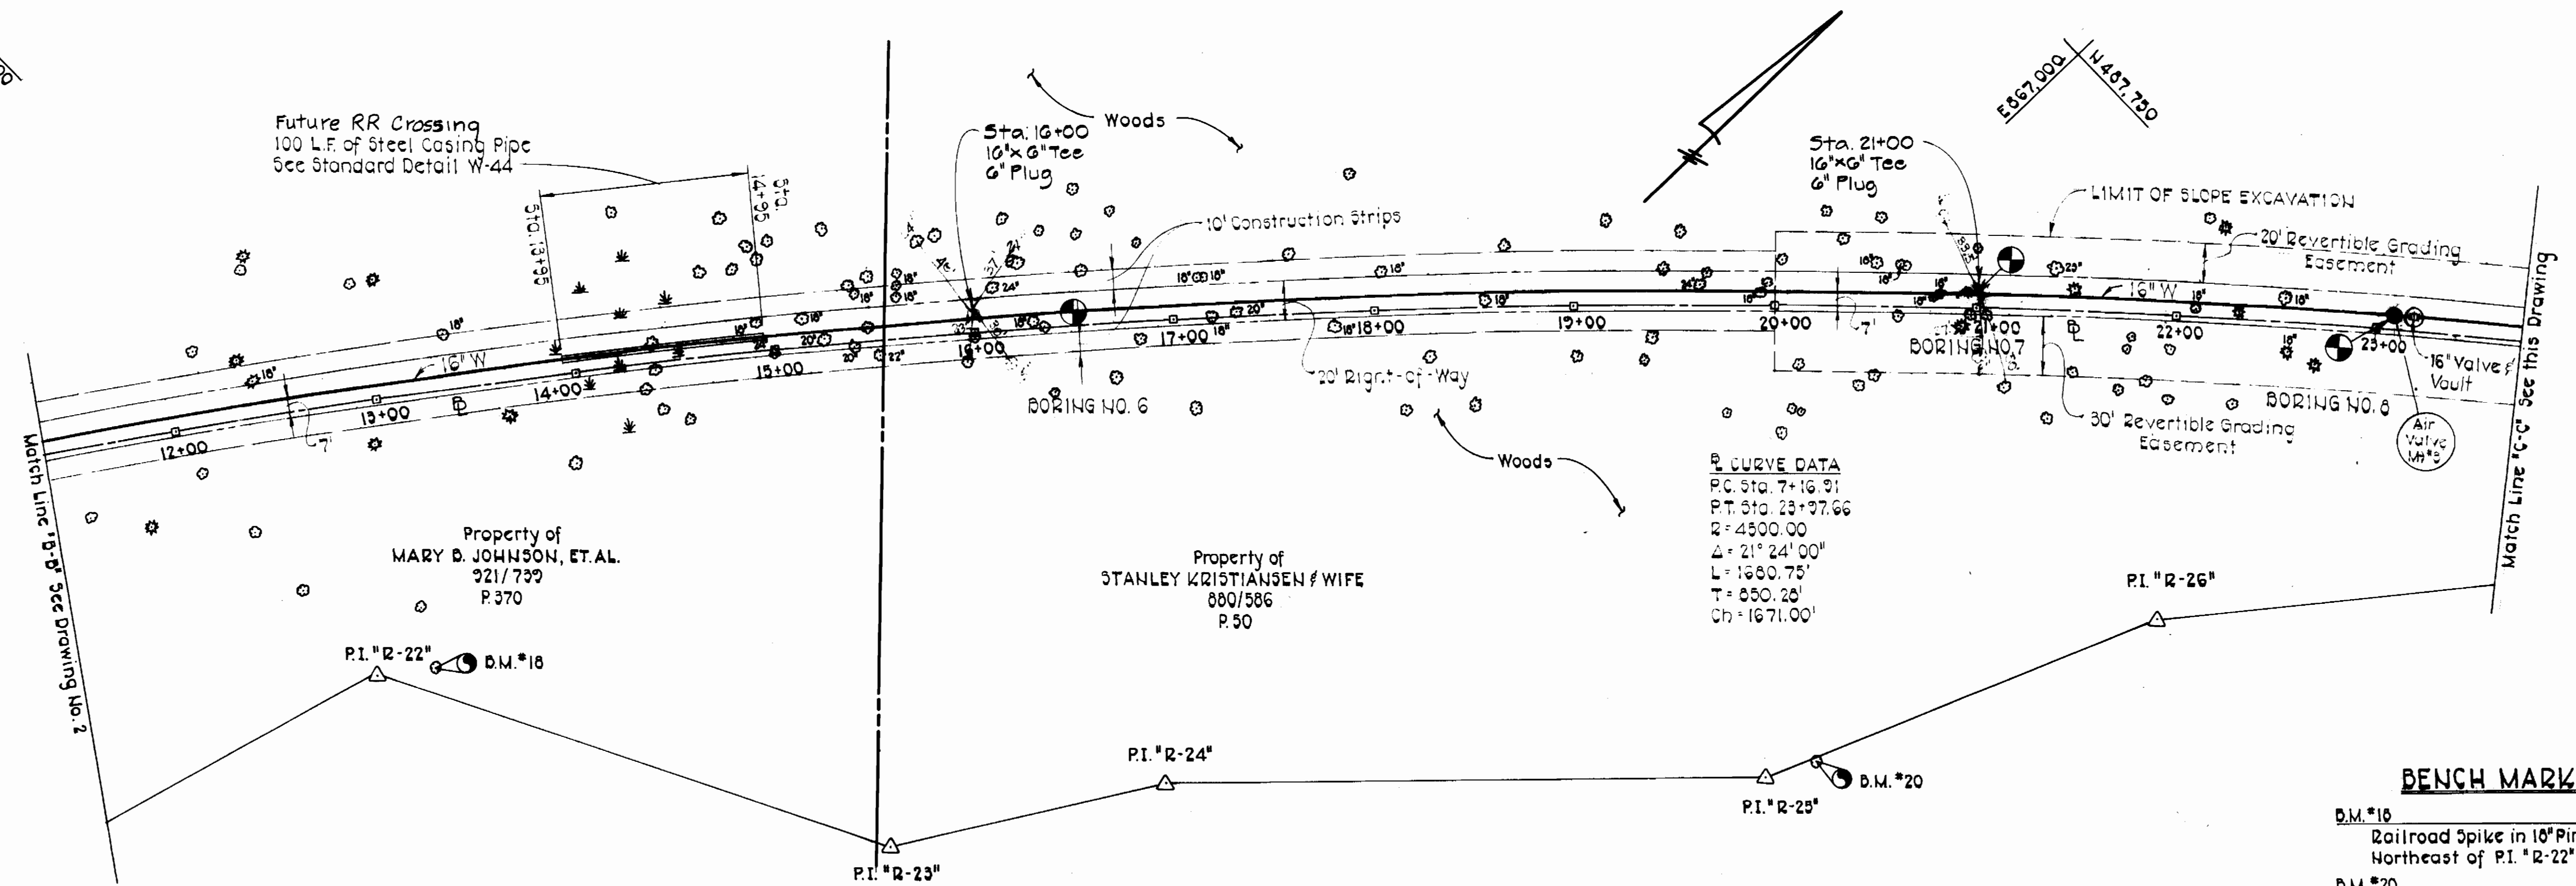 Future RR Crossing
100 L.F. of Steel Casing Pipe
See Standard Detail W-44
Sta. 13+95
Sta.
14+95
Sta. 16+00
16"x6" Tee
6" Plug
Woods
10' Construction Strips
Sta. 21+00
16"x6" Tee
6" Plug
E867,000
N487,750
LIMIT OF SLOPE EXCAVATION
20' Revertible Grading
Easement
16" W
16" W
12+00
13+00
14+00
15+00
16+00
17+00
18+00
19+00
20+00
21+00
22+00
23+00
7'
7'
BORING NO. 6
20' Right-of-Way
BORING NO. 7
BORING NO. 8
30' Revertible Grading
Easement
16" Valve &
Vault
Air
Valve
Woods
Match Line "B-B" See Drawing No. 2
Match Line "C-C" See this Drawing
Property of
MARY B. JOHNSON, ET. AL.
921/739
P. 370
Property of
STANLEY KRISTIANSEN & WIFE
880/586
P. 50
℄ CURVE DATA
P.C. Sta. 7+16.91
P.T. Sta. 23+97.66
R = 4500.00
Δ = 21° 24' 00"
L = 1680.75'
T = 850.28'
Ch = 1671.00'
P.I. "R-22"
B.M. #18
P.I. "R-23"
P.I. "R-24"
P.I. "R-25"
B.M. #20
P.I. "R-26"
BENCH MARK
B.M. #18
Railroad Spike in 18" Pin
Northeast of P.I. "R-22"
B.M. #20